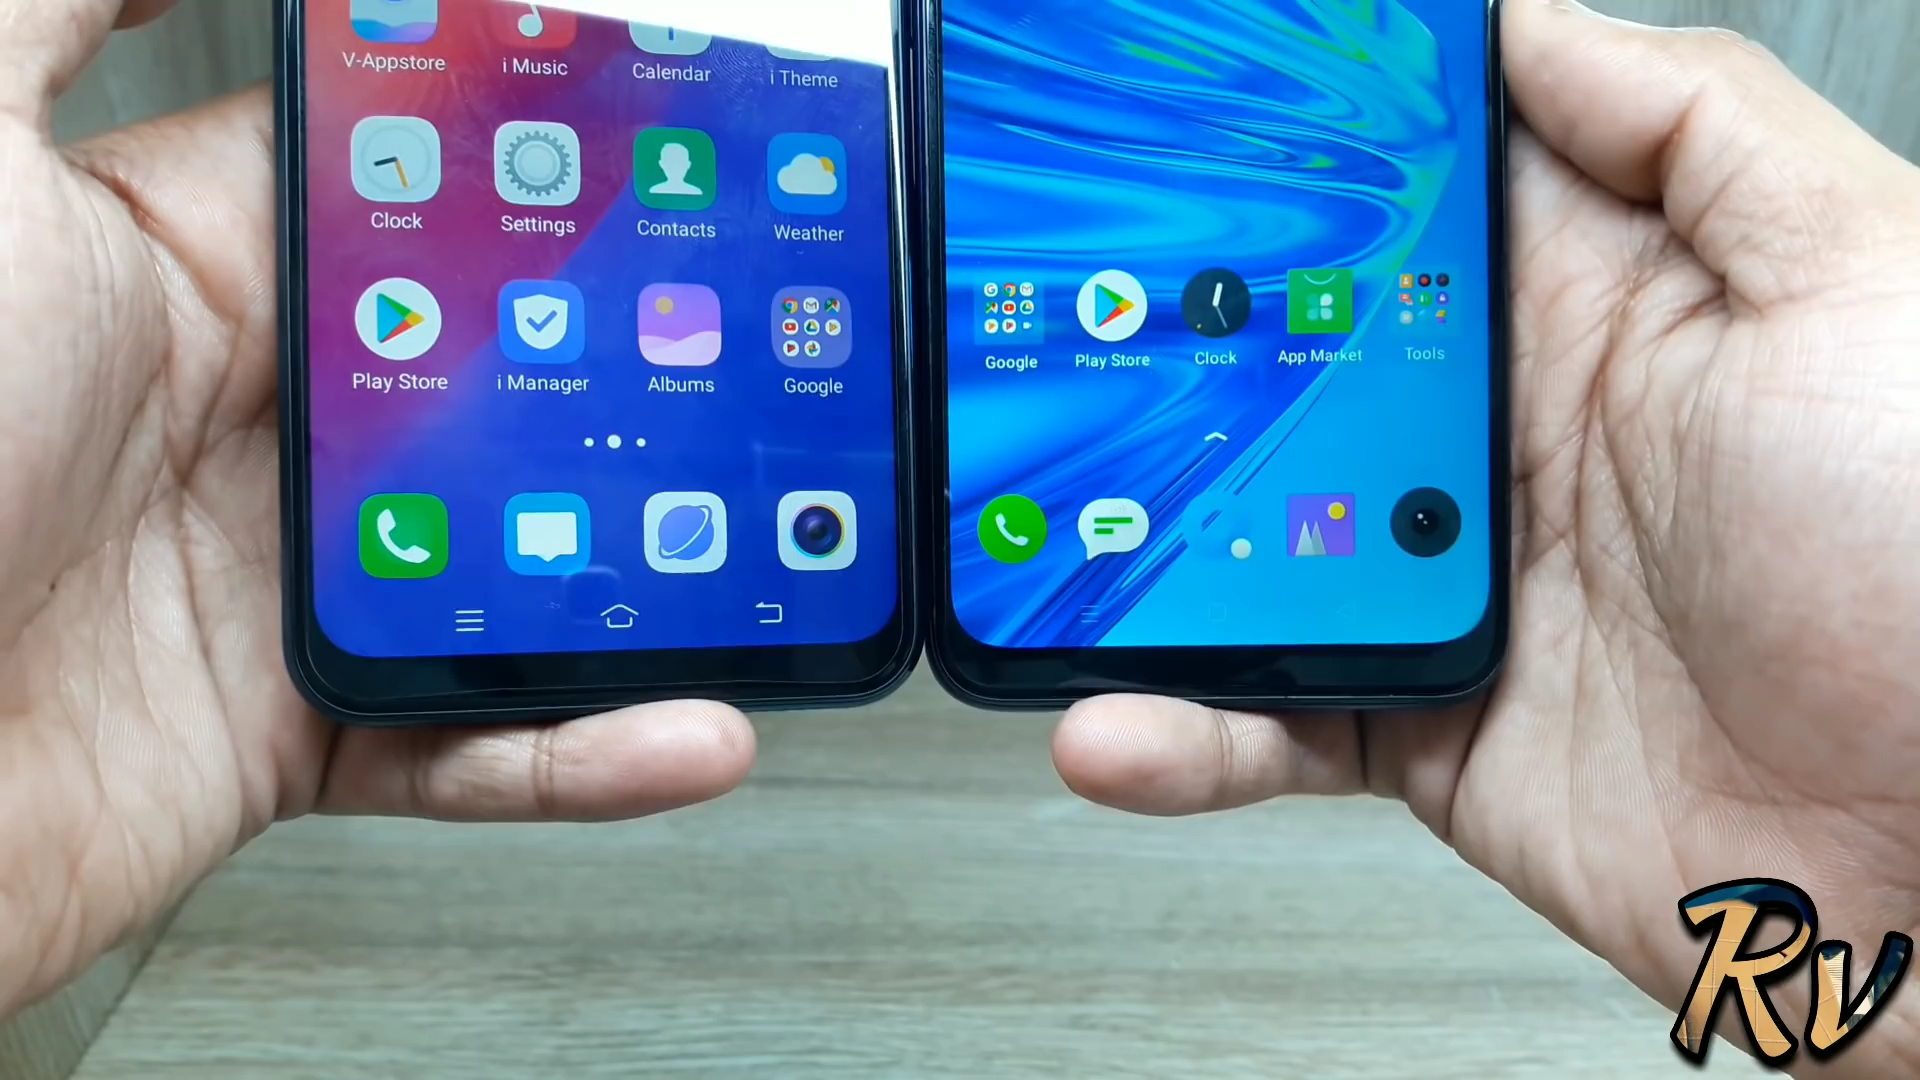 V-Appstore
i Music
Calendar
i Theme
Clock
Settings
Contacts
Weather
Play Store
i Manager
Albums
Google
Google
Play Store
Clock
App Market
Tools
Rv